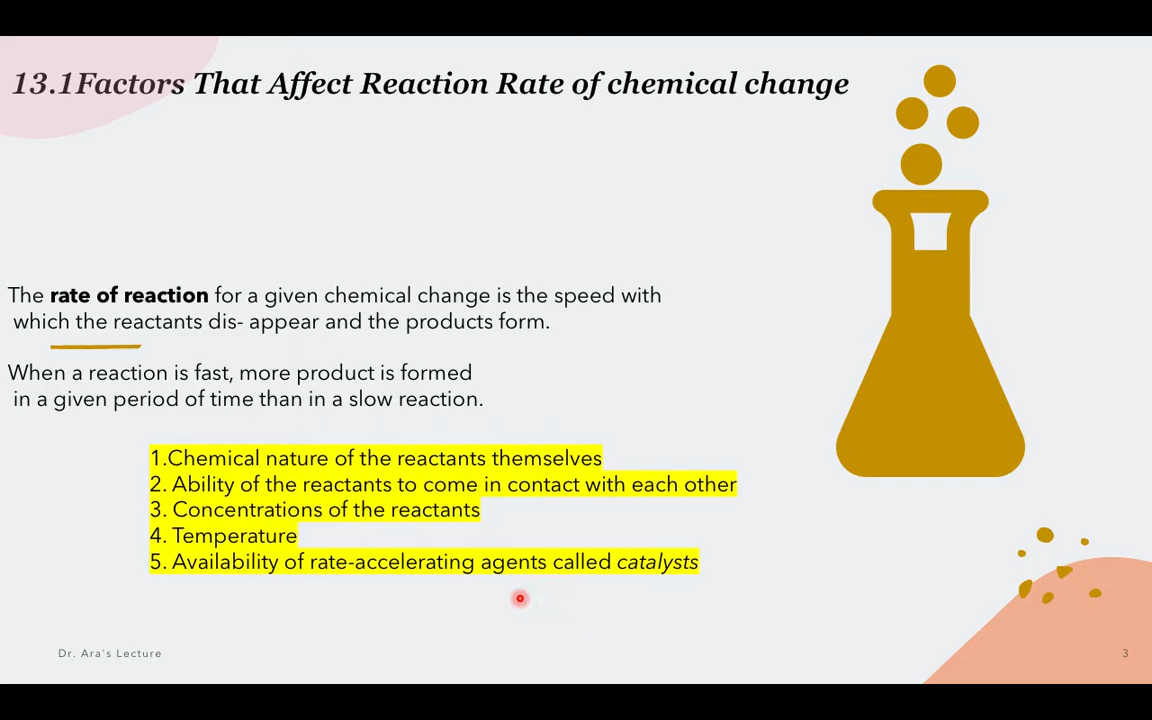 13.1Factors That Affect Reaction Rate of chemical change
The rate of reaction for a given chemical change is the speed with
which the reactants dis- appear and the products form.
When a reaction is fast, more product is formed
in a given period of time than in a slow reaction.
1.Chemical nature of the reactants themselves
2. Ability of the reactants to come in contact with each other
3. Concentrations of the reactants
4. Temperature
5. Availability of rate-accelerating agents called catalysts
Dr. Ara's Lecture
3